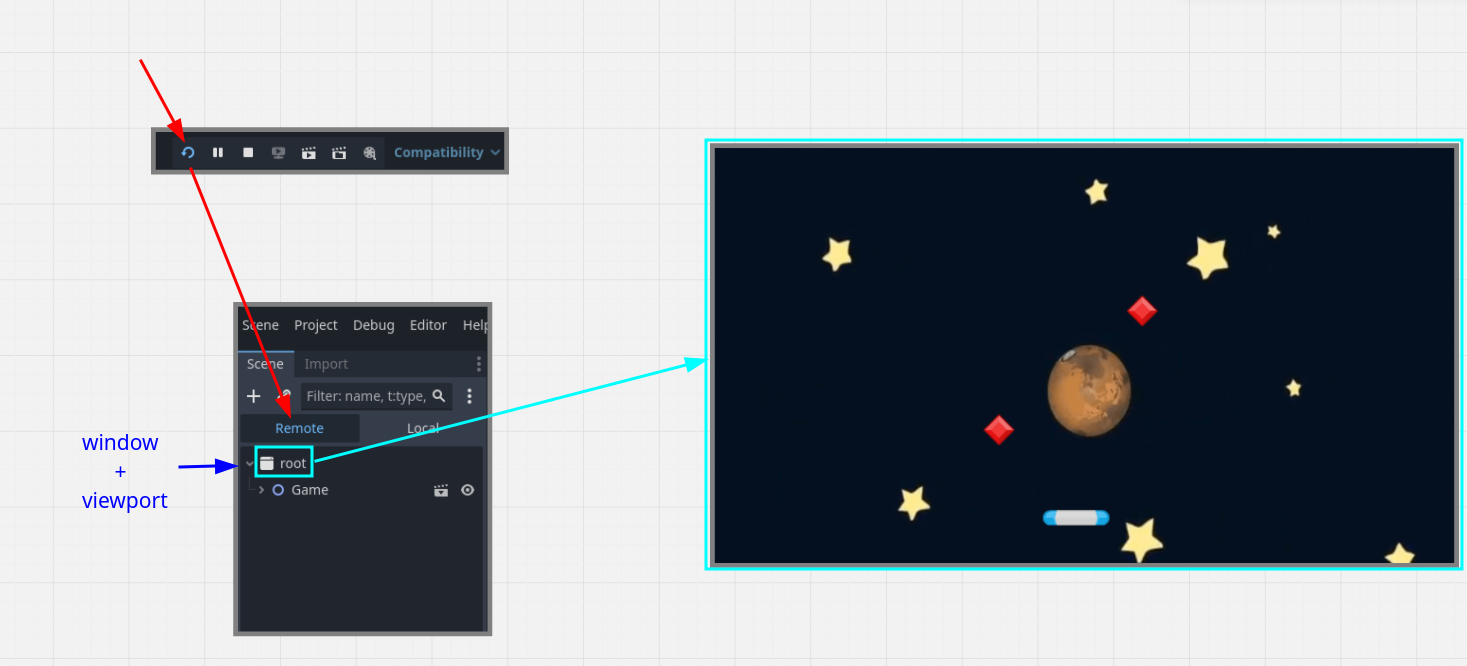 Compatibility
Scene Project Debug Editor Help
Scene Import
Filter: name, t:type,
Remote Local
window
+
viewport
root
Game